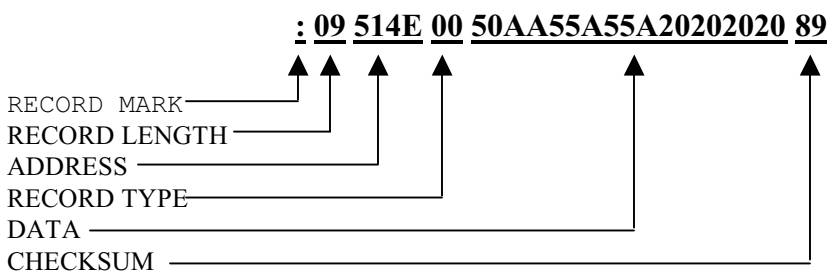 : 09 514E 00 50AA55A55A20202020 89
RECORD MARK
RECORD LENGTH
ADDRESS
RECORD TYPE
DATA
CHECKSUM